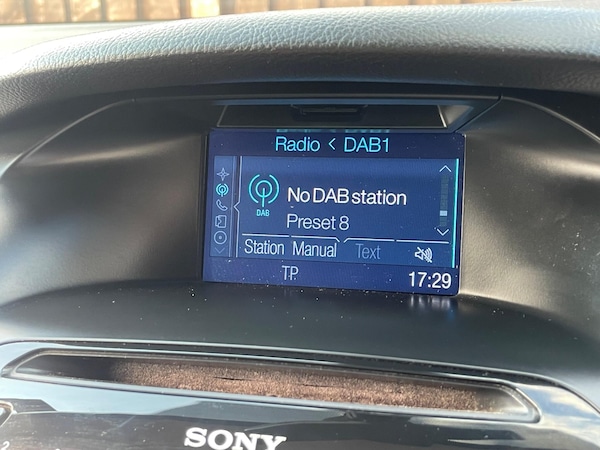 Radio < DAB1
DAB
No DAB station
Preset 8
Station Manual Text
TP
17:29
SONY